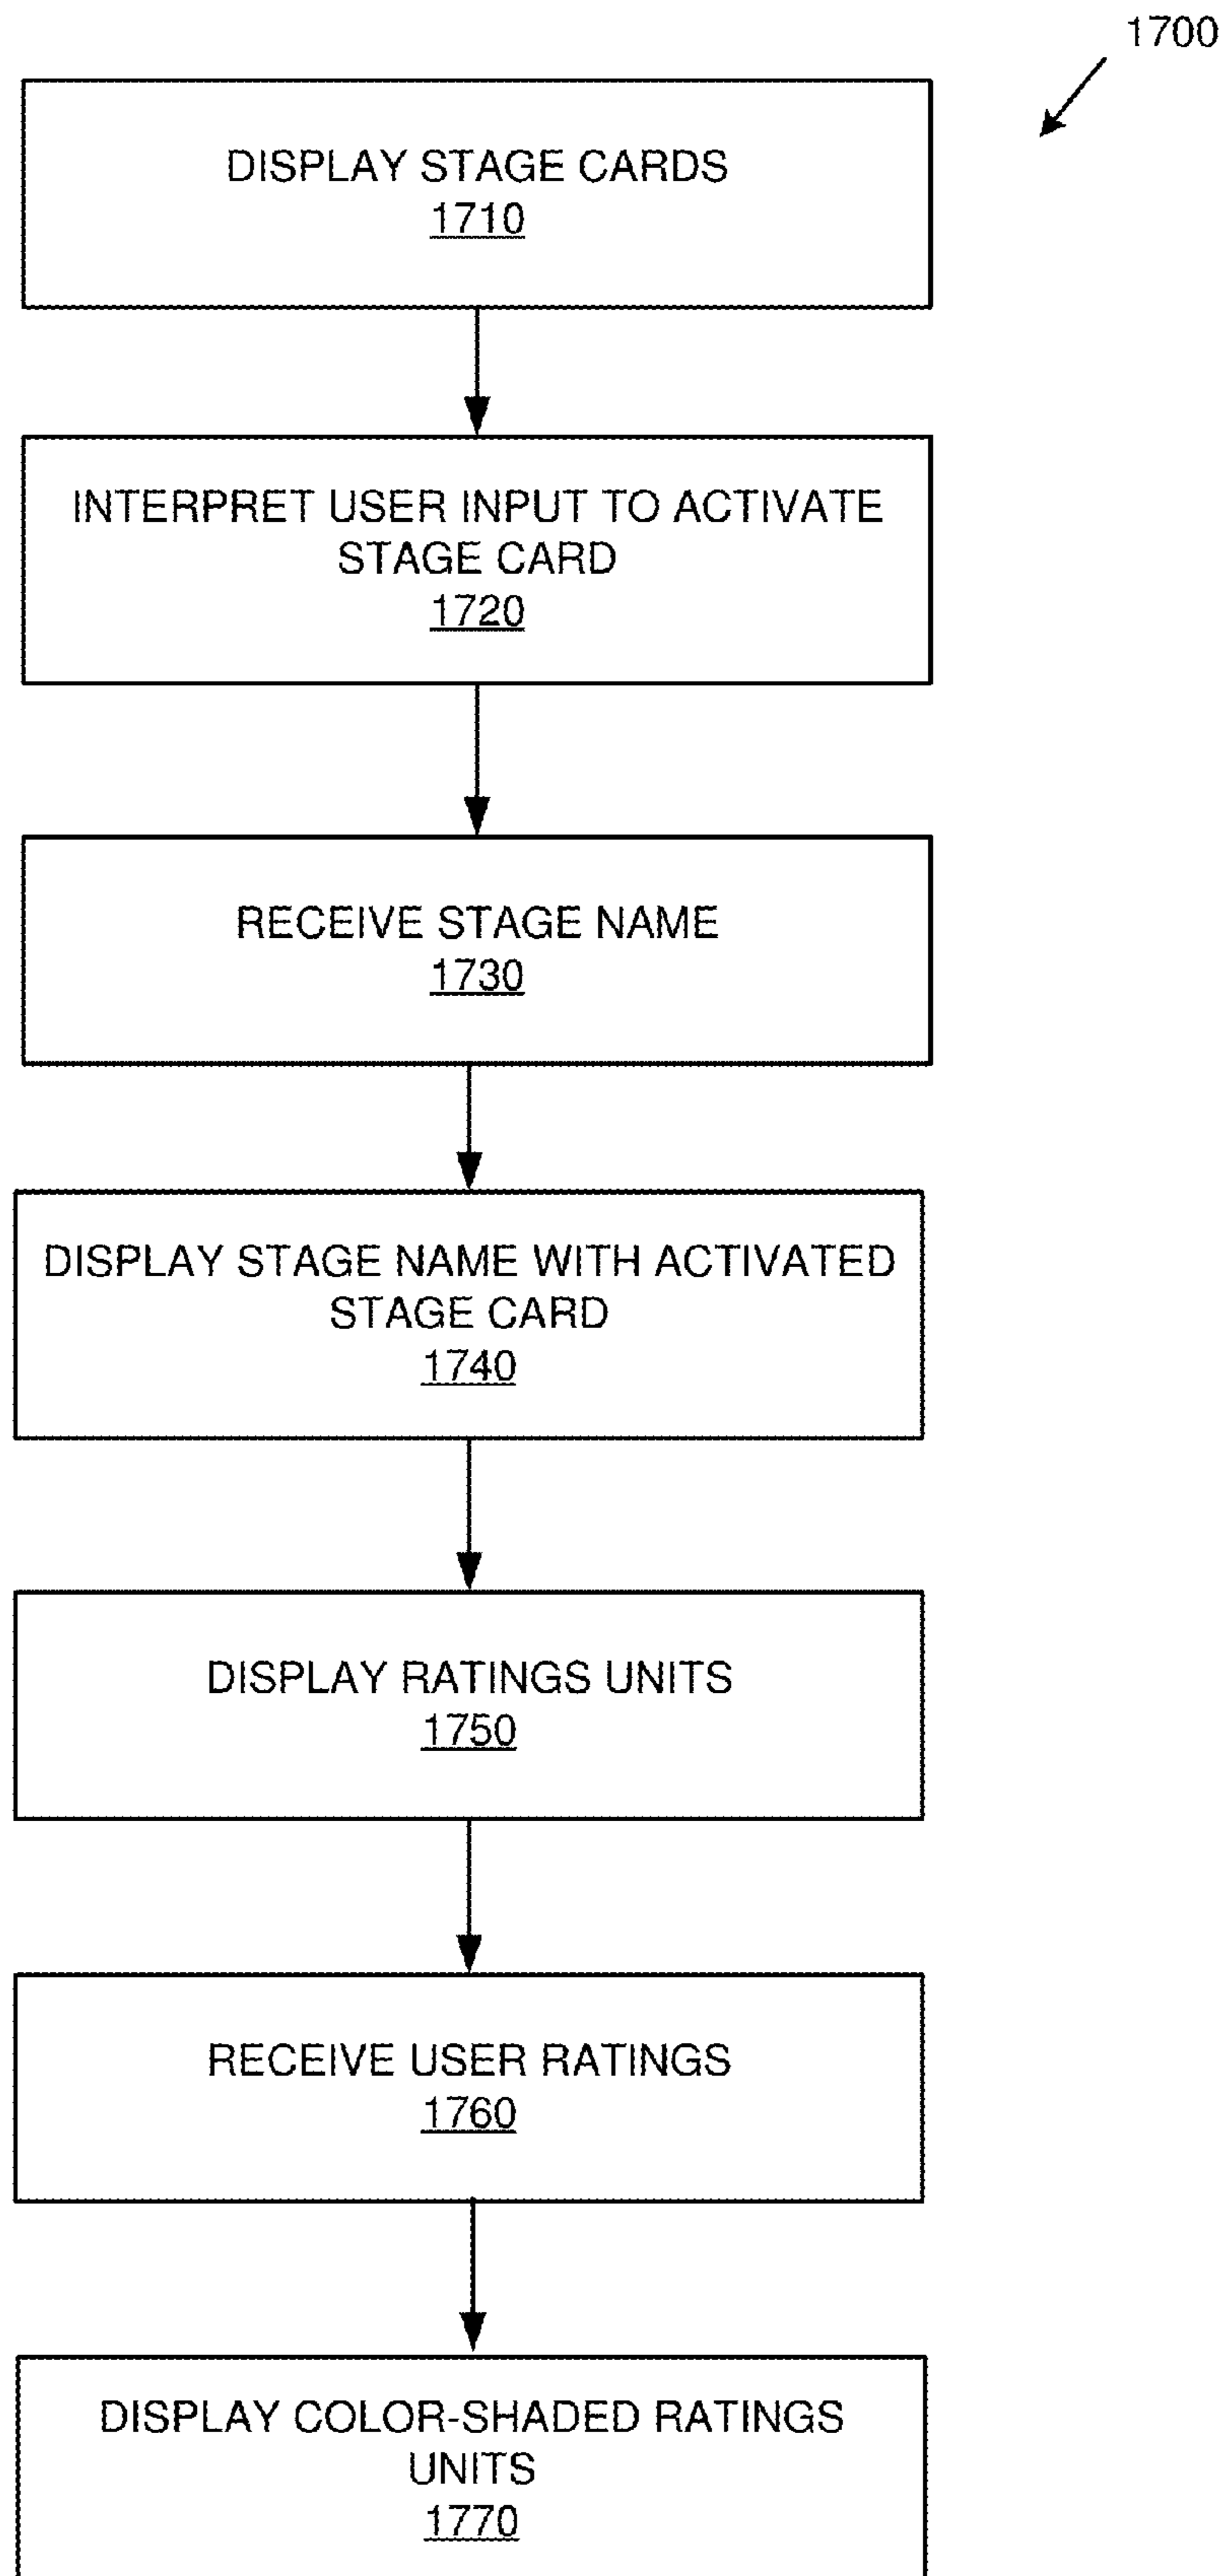 1700
DISPLAY STAGE CARDS
1710
INTERPRET USER INPUT TO ACTIVATE
STAGE CARD
1720
RECEIVE STAGE NAME
1730
DISPLAY STAGE NAME WITH ACTIVATED
STAGE CARD
1740
DISPLAY RATINGS UNITS
1750
RECEIVE USER RATINGS
1760
DISPLAY COLOR-SHADED RATINGS
UNITS
1770